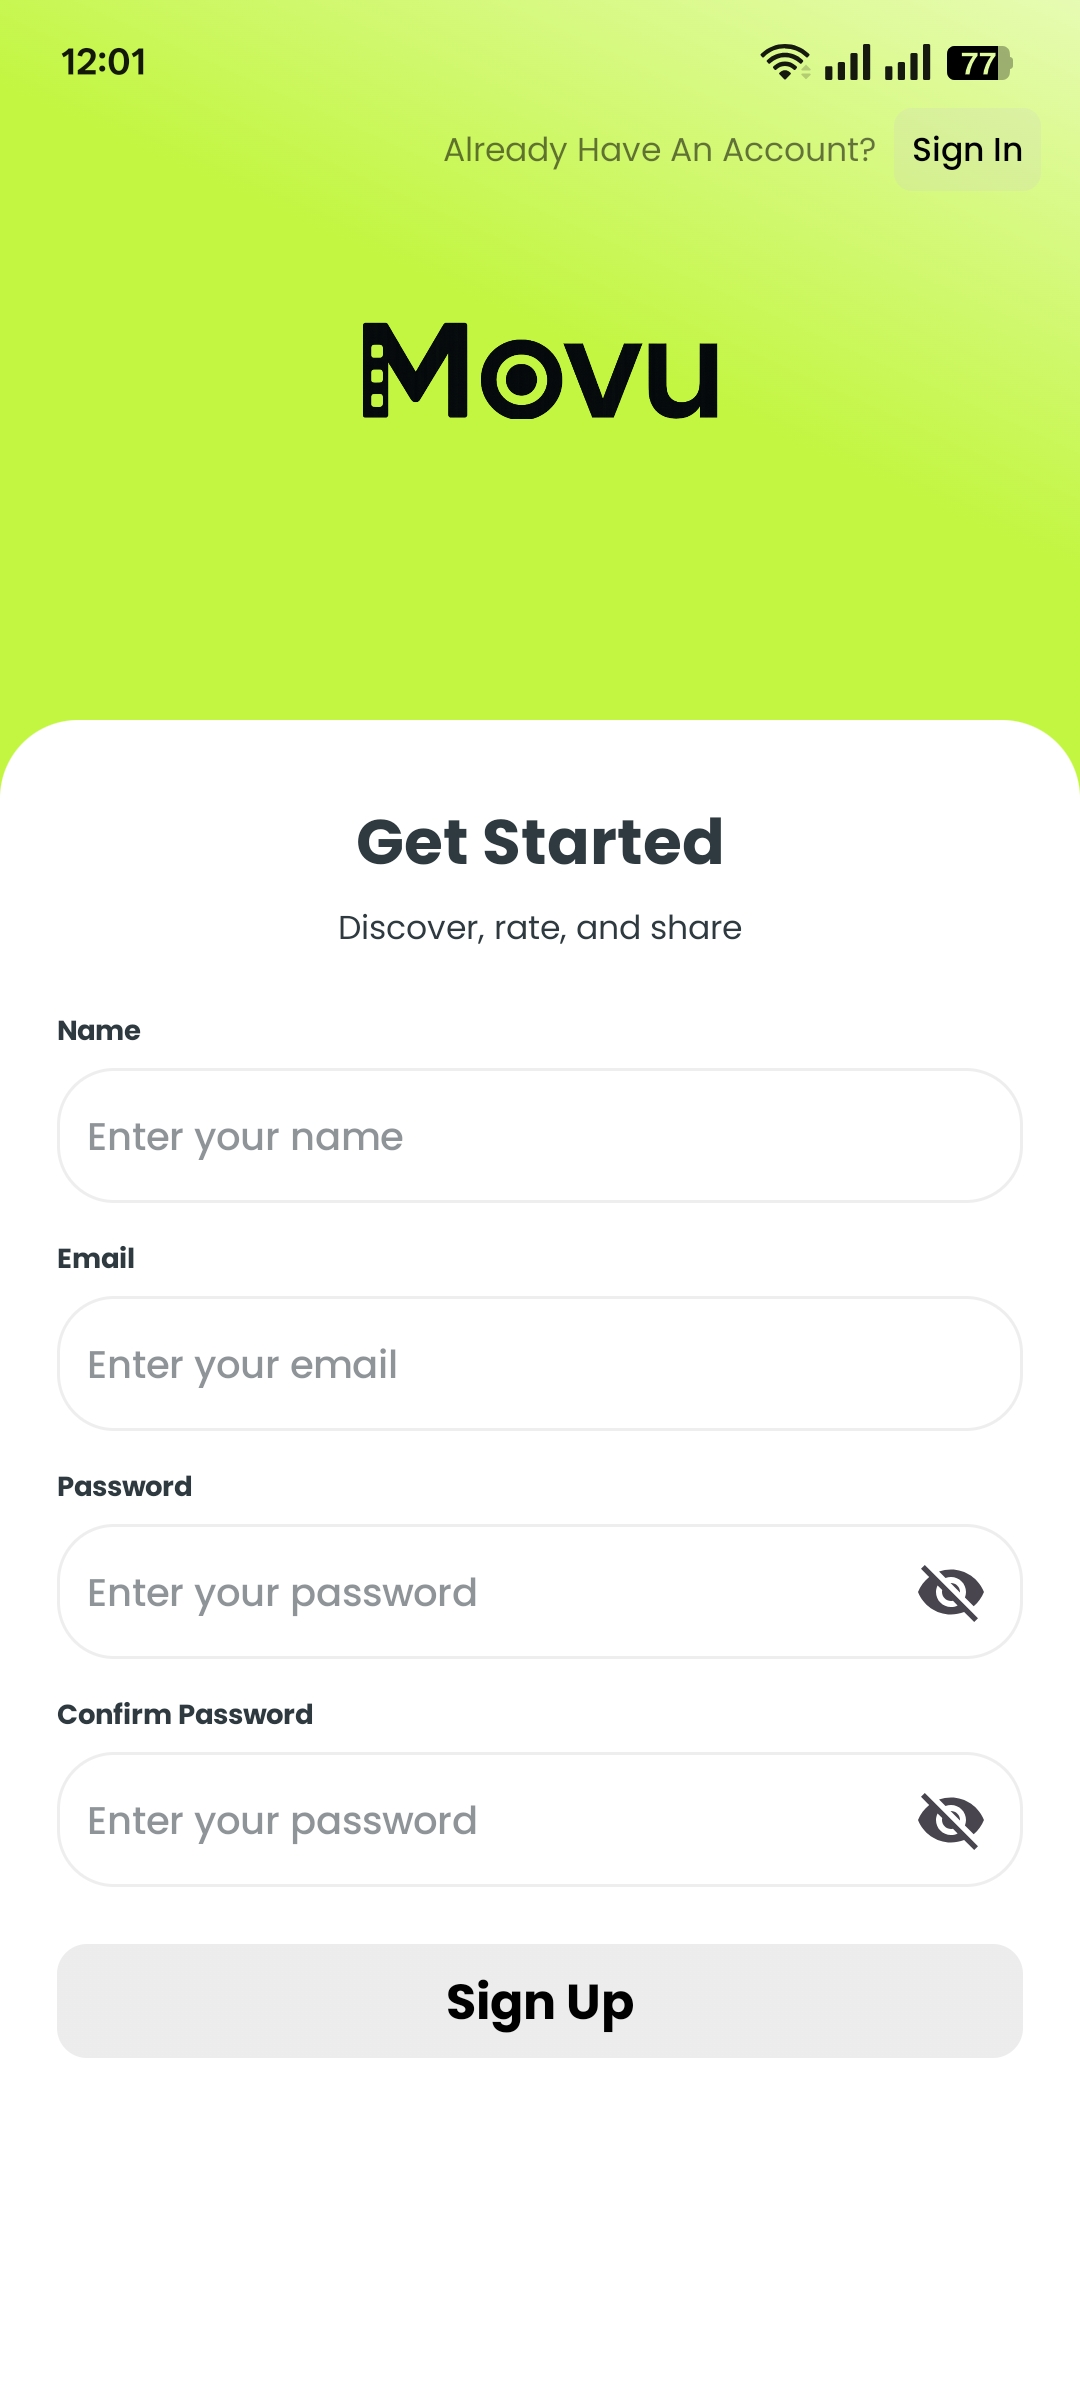 12:01
77
Already Have An Account? Sign In
Movu
Get Started
Discover, rate, and share
Name
Enter your name
Email
Enter your email
Password
Enter your password
Confirm Password
Enter your password
Sign Up